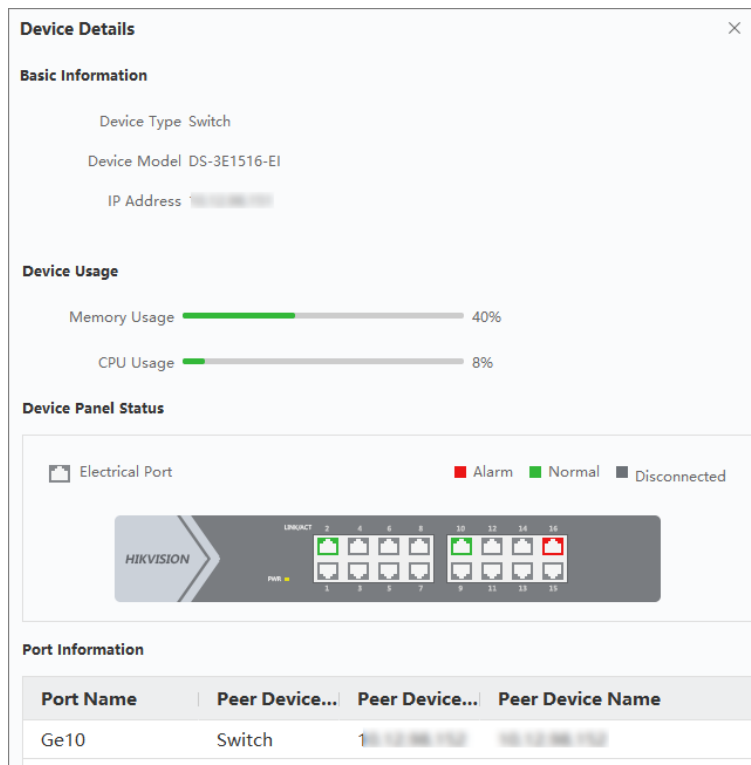 Device Details
Basic Information
Device Type Switch
Device Model DS-3E1516-EI
IP Address
Device Usage
Memory Usage 40%
CPU Usage 8%
Device Panel Status
Electrical Port Alarm Normal Disconnected
LINK/ACT 2 4 6 8 10 12 14 16
HIKVISION
PWR
1 3 5 7 9 11 13 15
Port Information
Port Name Peer Device... Peer Device... Peer Device Name
Ge10 Switch